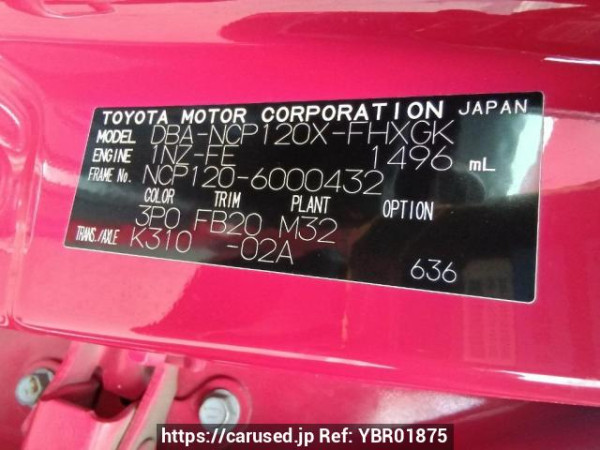 TOYOTA MOTOR CORPORATION JAPAN
MODEL DBA-NCP120X-FHXGK
ENGINE 1NZ-FE 1496 mL
FRAME No. NCP120-6000432
COLOR TRIM PLANT OPTION
3P0 FB20 M32
TRANS./AXLE K310 -02A
636
https://carused.jp Ref: YBR01875